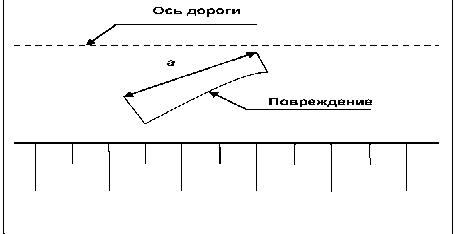 Ось дороги
а
Повреждение